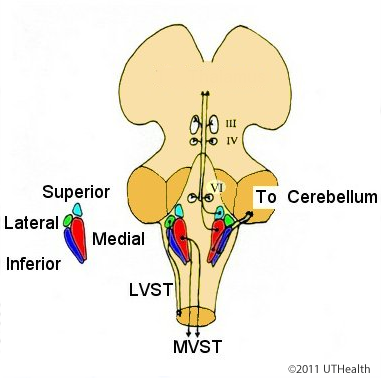 III
IV
VI
To Cerebellum
Superior
Lateral
Medial
Inferior
LVST
MVST
©2011 UTHealth